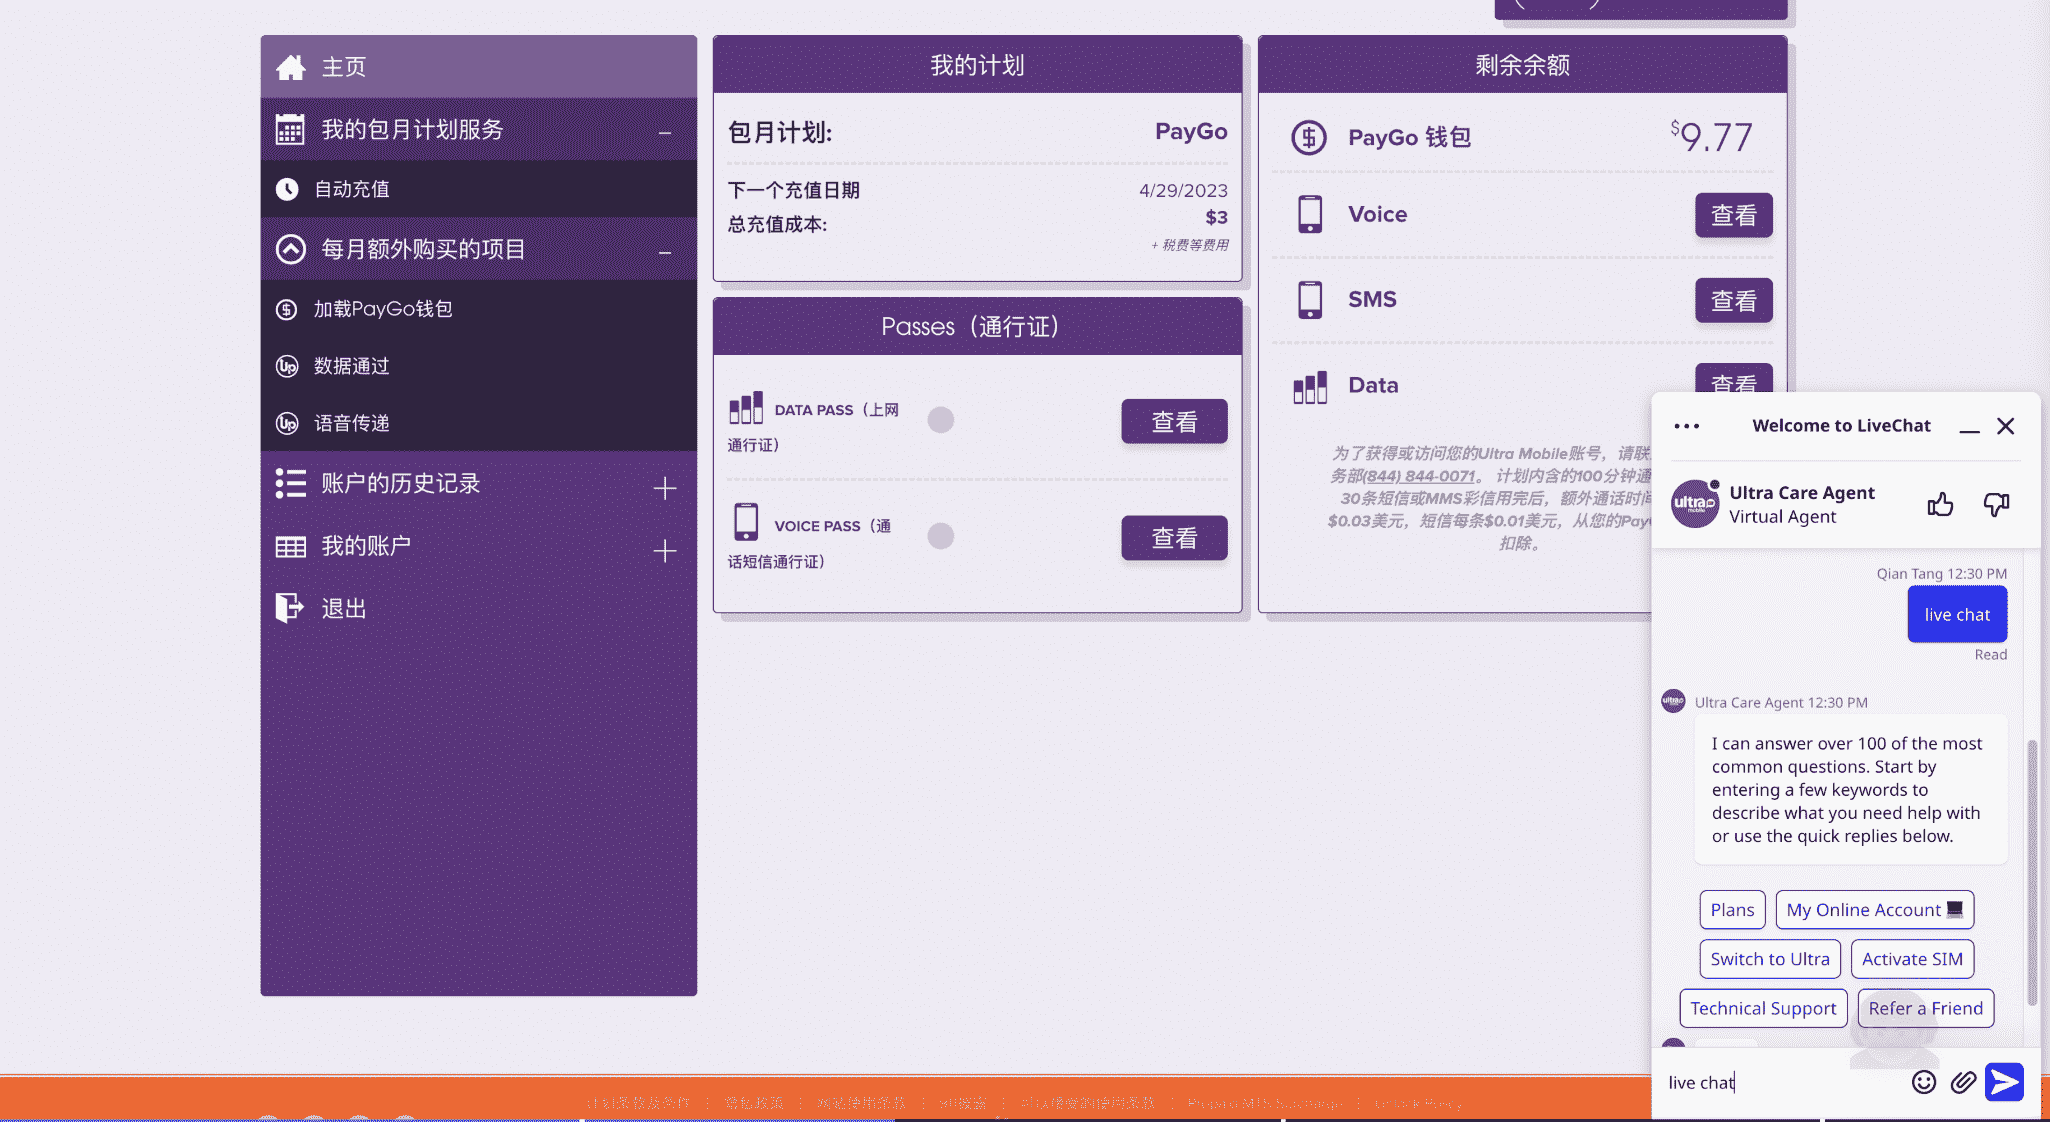 主页
我的包月计划服务
自动充值
每月额外购买的项目
加载PayGo钱包
数据通过
语音传递
账户的历史记录
我的账户
退出
我的计划
包月计划:
PayGo
下一个充值日期
4/29/2023
总充值成本:
$3
+ 税费等费用
Passes（通行证）
DATA PASS（上网
通行证）
查看
VOICE PASS（通
话短信通行证）
查看
剩余余额
PayGo 钱包
$9.77
Voice
查看
SMS
查看
Data
查看
为了获得或访问您的Ultra Mobile账号，请联
务部(844) 844-0071。 计划内含的100分钟通
30条短信或MMS彩信用完后，额外通话时间
$0.03美元，短信每条$0.01美元，从您的Pay
扣除。
Welcome to LiveChat
ultra
mobile
Ultra Care Agent
Virtual Agent
Qian Tang 12:30 PM
live chat
Read
Ultra Care Agent 12:30 PM
I can answer over 100 of the most
common questions. Start by
entering a few keywords to
describe what you need help with
or use the quick replies below.
Plans
My Online Account
Switch to Ultra
Activate SIM
Technical Support
Refer a Friend
live chat